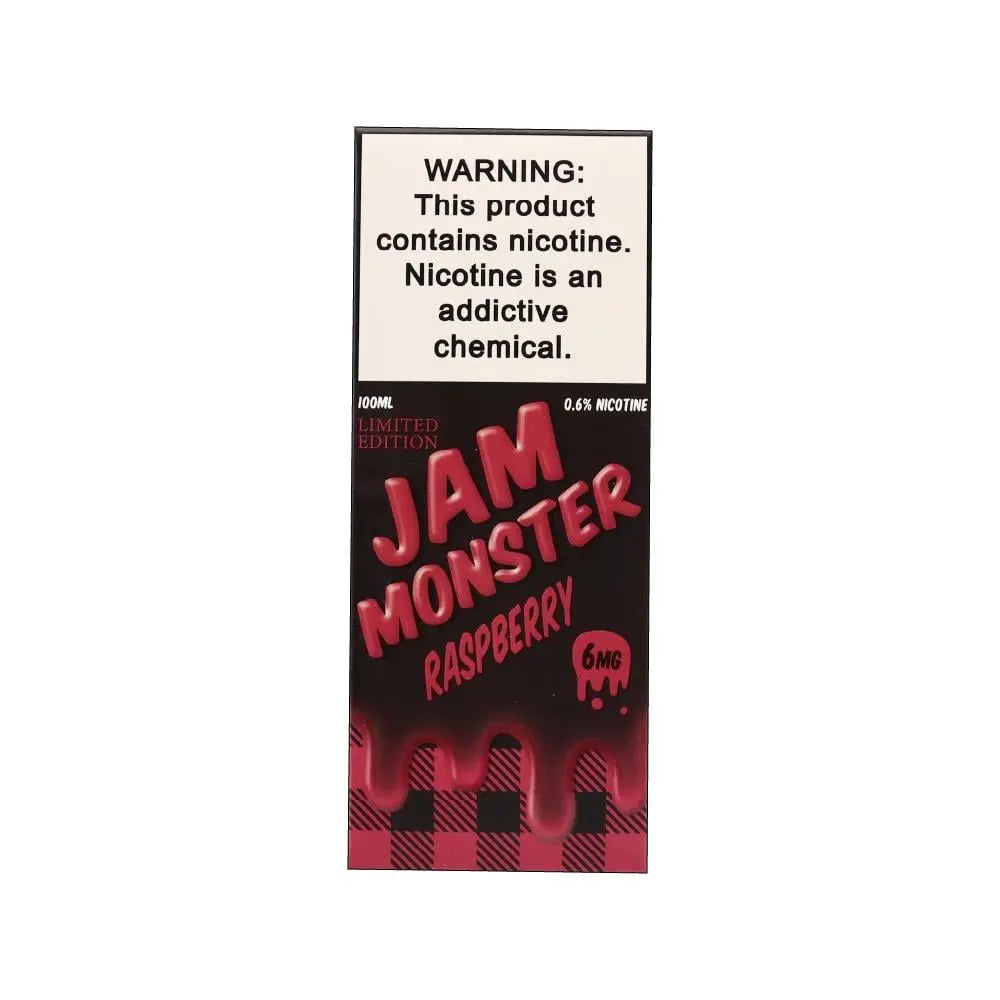 WARNING:
This product
contains nicotine.
Nicotine is an
addictive
chemical.
100ML
0.6% NICOTINE
LIMITED
EDITION
JAM
MONSTER
RASPBERRY
6MG